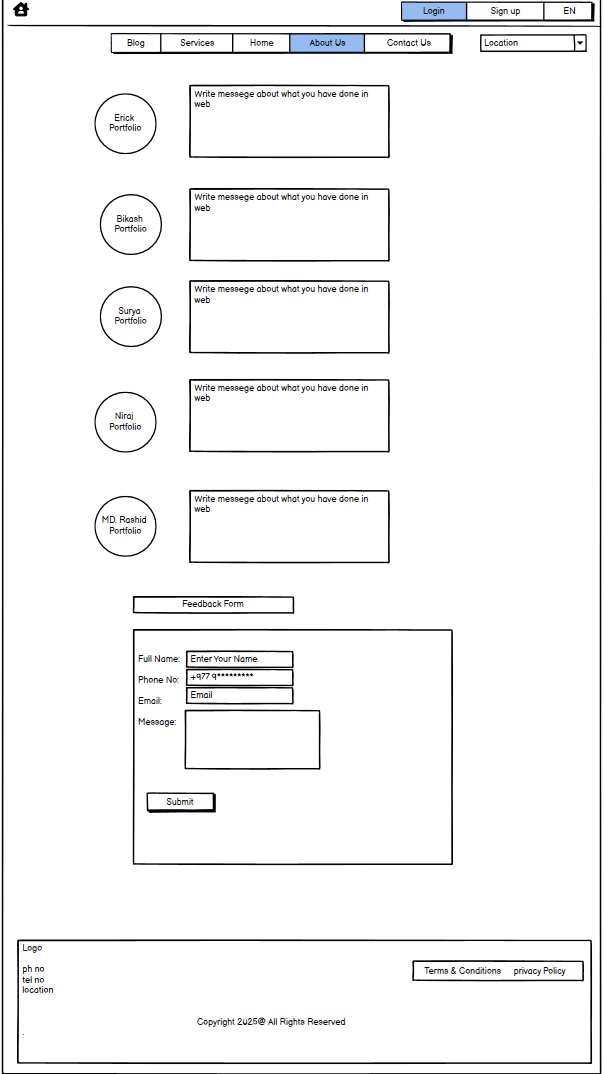 Login Sign up EN
Blog Services Home About Us Contact Us Location
Erick
Portfolio
Write messege about what you have done in
web
Bikash
Portfolio
Write messege about what you have done in
web
Surya
Portfolio
Write messege about what you have done in
web
Niraj
Portfolio
Write messege about what you have done in
web
MD. Rashid
Portfolio
Write messege about what you have done in
web
Feedback Form
Full Name: Enter Your Name
Phone No: +977 9*********
Email: Email
Message:
Submit
Logo
ph no
tel no
location
Terms & Conditions privacy Policy
Copyright 2025@ All Rights Reserved
.